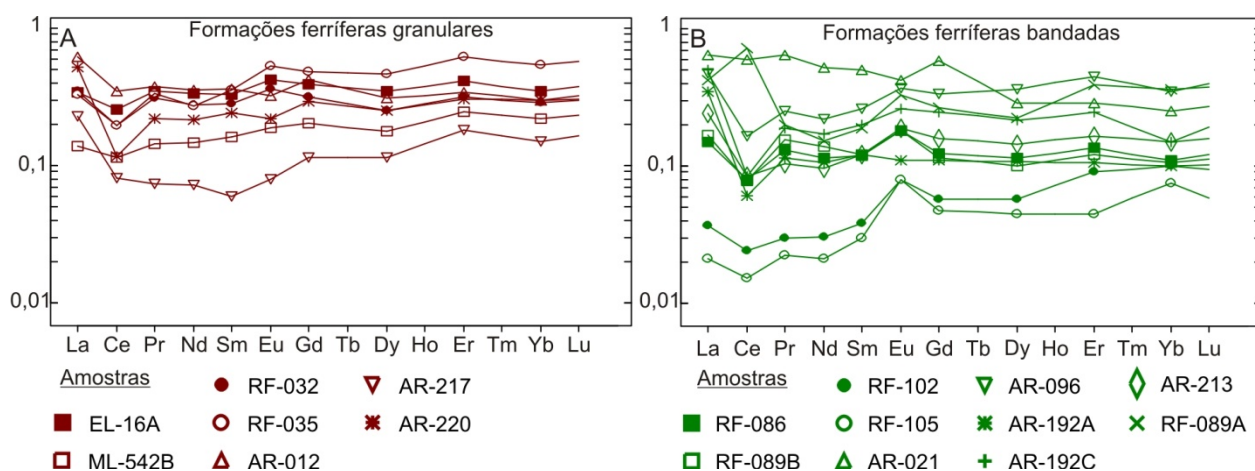 A
Formações ferríferas granulares
1
0,1
0,01
La Ce Pr Nd Sm Eu Gd Tb Dy Ho Er Tm Yb Lu
Amostras
EL-16A
ML-542B
RF-032
RF-035
AR-012
AR-217
AR-220
B
Formações ferríferas bandadas
1
0,1
0,01
La Ce Pr Nd Sm Eu Gd Tb Dy Ho Er Tm Yb Lu
Amostras
RF-086
RF-089B
RF-102
RF-105
AR-021
AR-096
AR-192A
AR-192C
AR-213
RF-089A